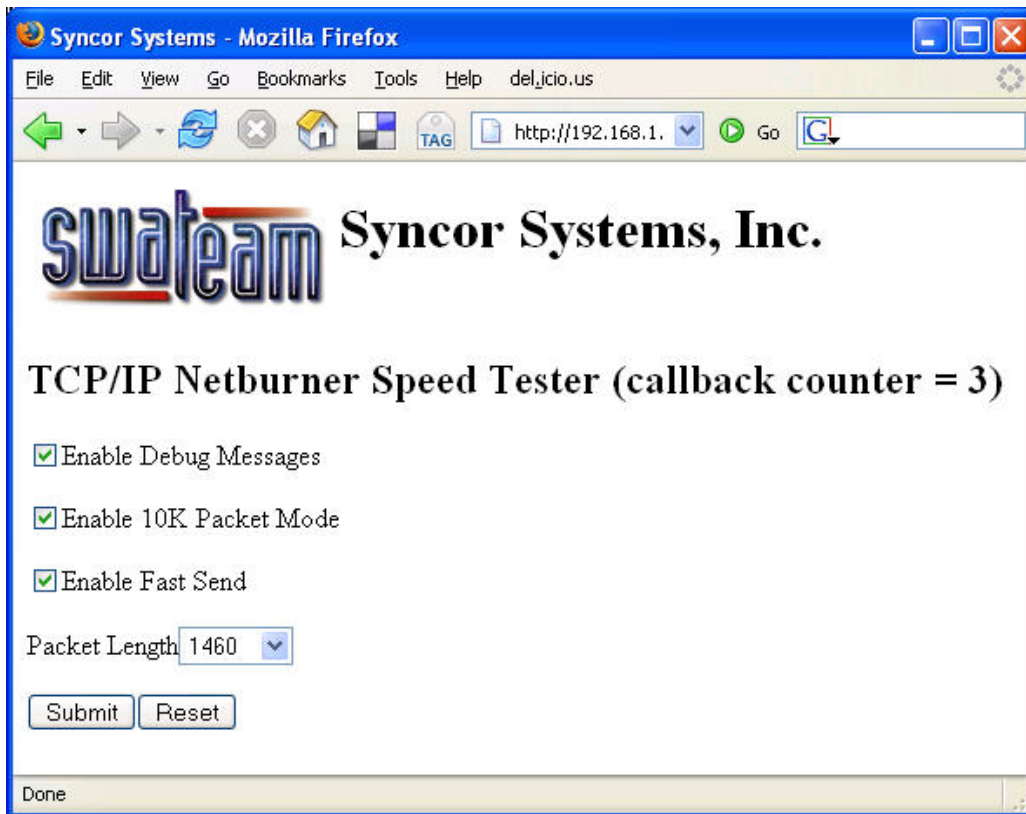 Syncor Systems - Mozilla Firefox
File Edit View Go Bookmarks Tools Help del.icio.us
TAG http://192.168.1. Go G
swateam Syncor Systems, Inc.
TCP/IP Netburner Speed Tester (callback counter = 3)
Enable Debug Messages
Enable 10K Packet Mode
Enable Fast Send
Packet Length 1460
Submit Reset
Done